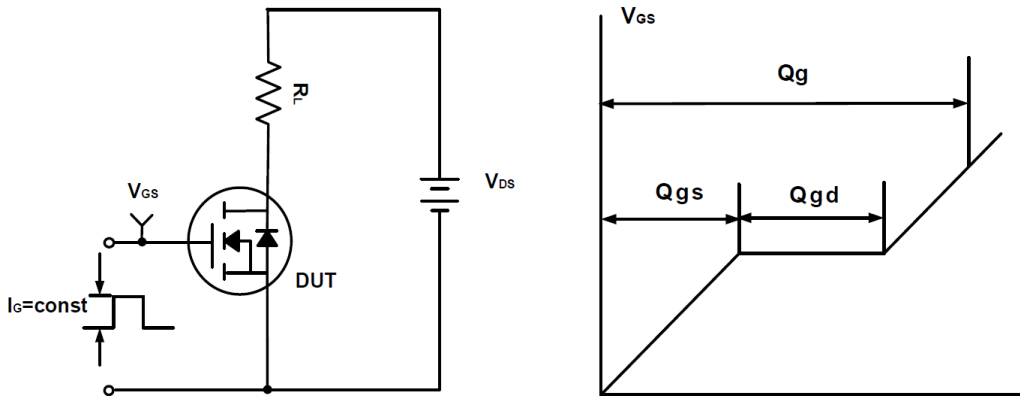 RL
VGS
VDS
DUT
IG=const
VGS
Qg
Qgs
Qgd